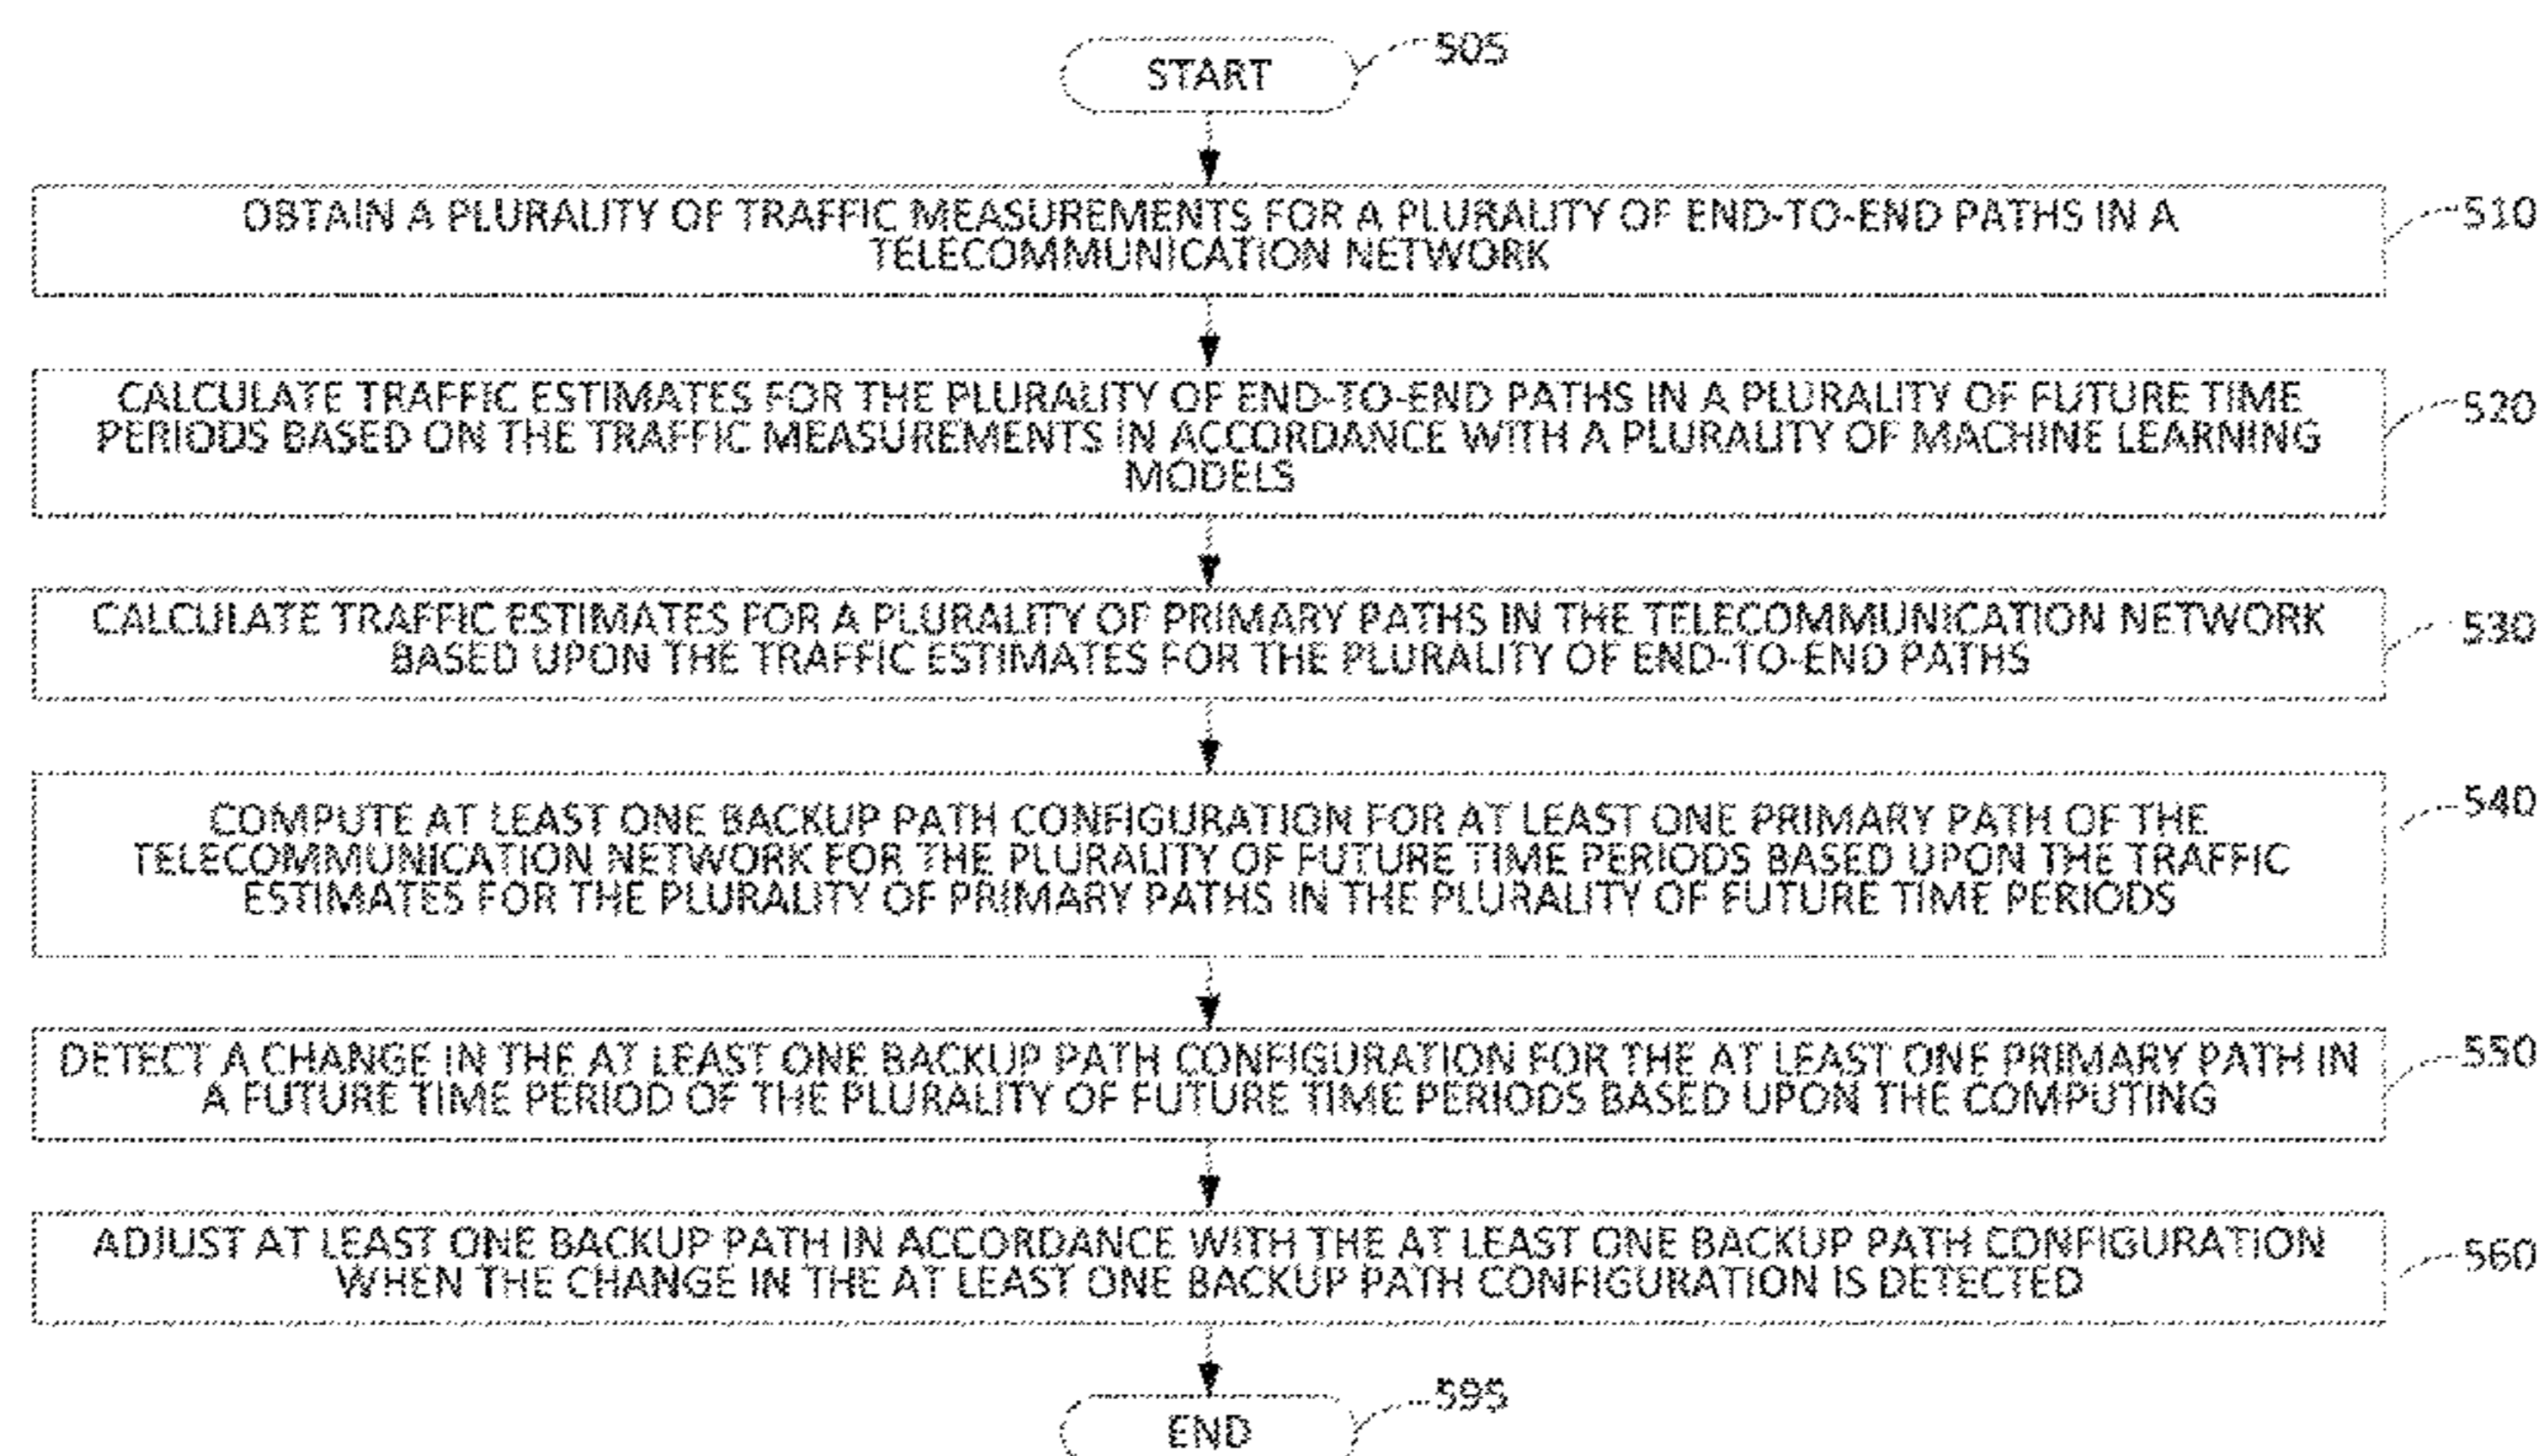 START
505
OBTAIN A PLURALITY OF TRAFFIC MEASUREMENTS FOR A PLURALITY OF END-TO-END PATHS IN A
TELECOMMUNICATION NETWORK
510
CALCULATE TRAFFIC ESTIMATES FOR THE PLURALITY OF END-TO-END PATHS IN A PLURALITY OF FUTURE TIME
PERIODS BASED ON THE TRAFFIC MEASUREMENTS IN ACCORDANCE WITH A PLURALITY OF MACHINE LEARNING
MODELS
520
CALCULATE TRAFFIC ESTIMATES FOR A PLURALITY OF PRIMARY PATHS IN THE TELECOMMUNICATION NETWORK
BASED UPON THE TRAFFIC ESTIMATES FOR THE PLURALITY OF END-TO-END PATHS
530
COMPUTE AT LEAST ONE BACKUP PATH CONFIGURATION FOR AT LEAST ONE PRIMARY PATH OF THE
TELECOMMUNICATION NETWORK FOR THE PLURALITY OF FUTURE TIME PERIODS BASED UPON THE TRAFFIC
ESTIMATES FOR THE PLURALITY OF PRIMARY PATHS IN THE PLURALITY OF FUTURE TIME PERIODS
540
DETECT A CHANGE IN THE AT LEAST ONE BACKUP PATH CONFIGURATION FOR THE AT LEAST ONE PRIMARY PATH IN
A FUTURE TIME PERIOD OF THE PLURALITY OF FUTURE TIME PERIODS BASED UPON THE COMPUTING
550
ADJUST AT LEAST ONE BACKUP PATH IN ACCORDANCE WITH THE AT LEAST ONE BACKUP PATH CONFIGURATION
WHEN THE CHANGE IN THE AT LEAST ONE BACKUP PATH CONFIGURATION IS DETECTED
560
END
595